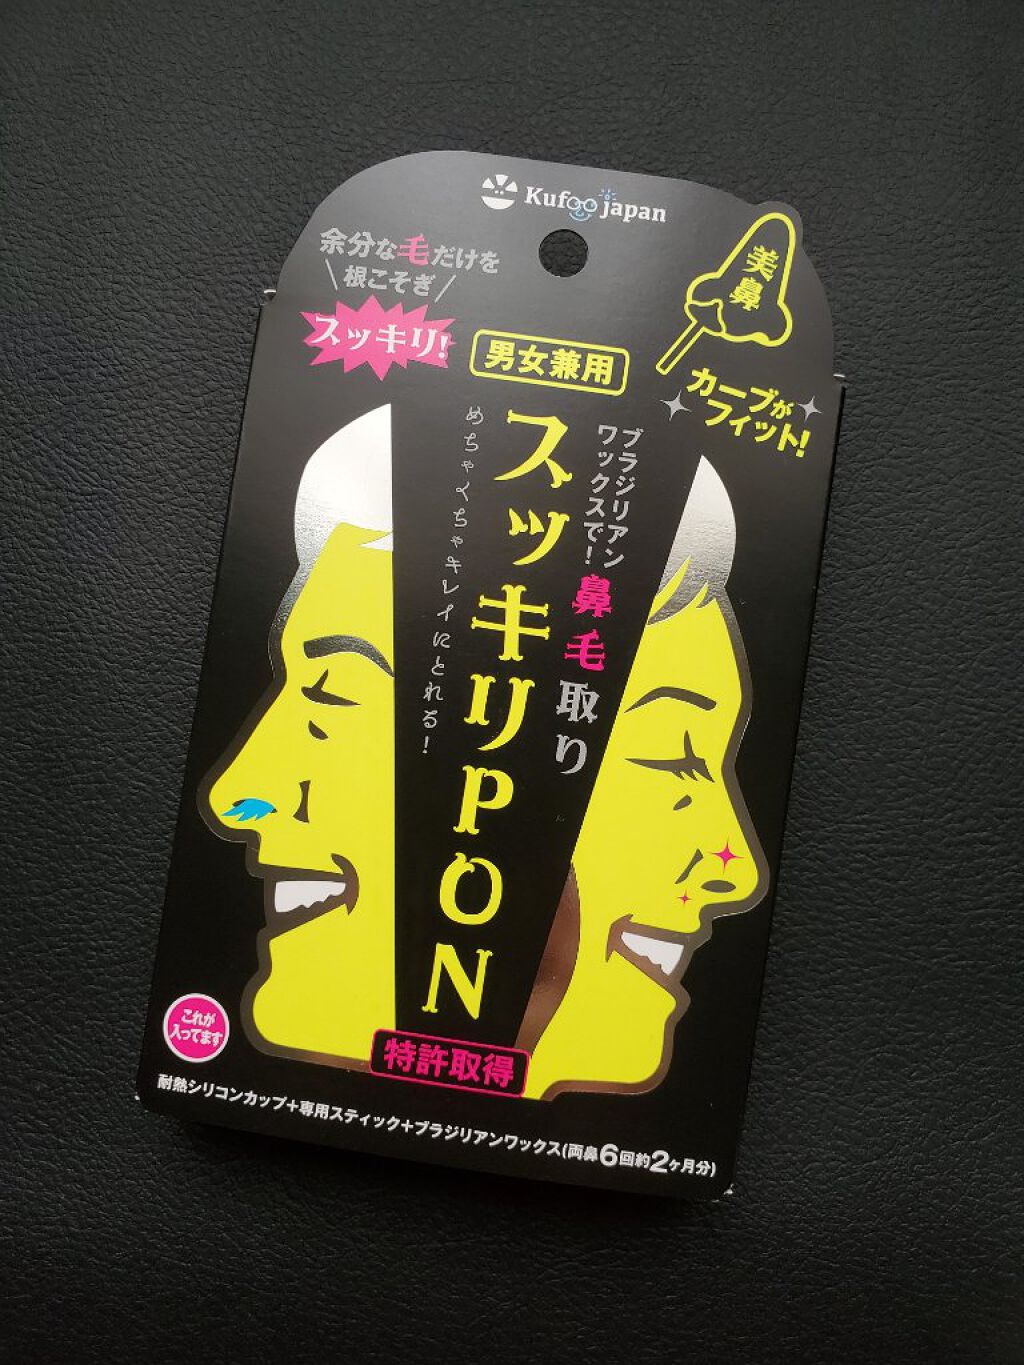 Kufoo japan
余分な毛だけを
根こそぎ
スッキリ!
美鼻
カーブが
フィット!
男女兼用
ブラジリアン
ワックスで!
鼻毛取り
スッキリPON
めちゃくちゃキレイにとれる!
特許取得
これが
入ってます
耐熱シリコンカップ+専用スティック+ブラジリアンワックス(両鼻6回約2ヶ月分)